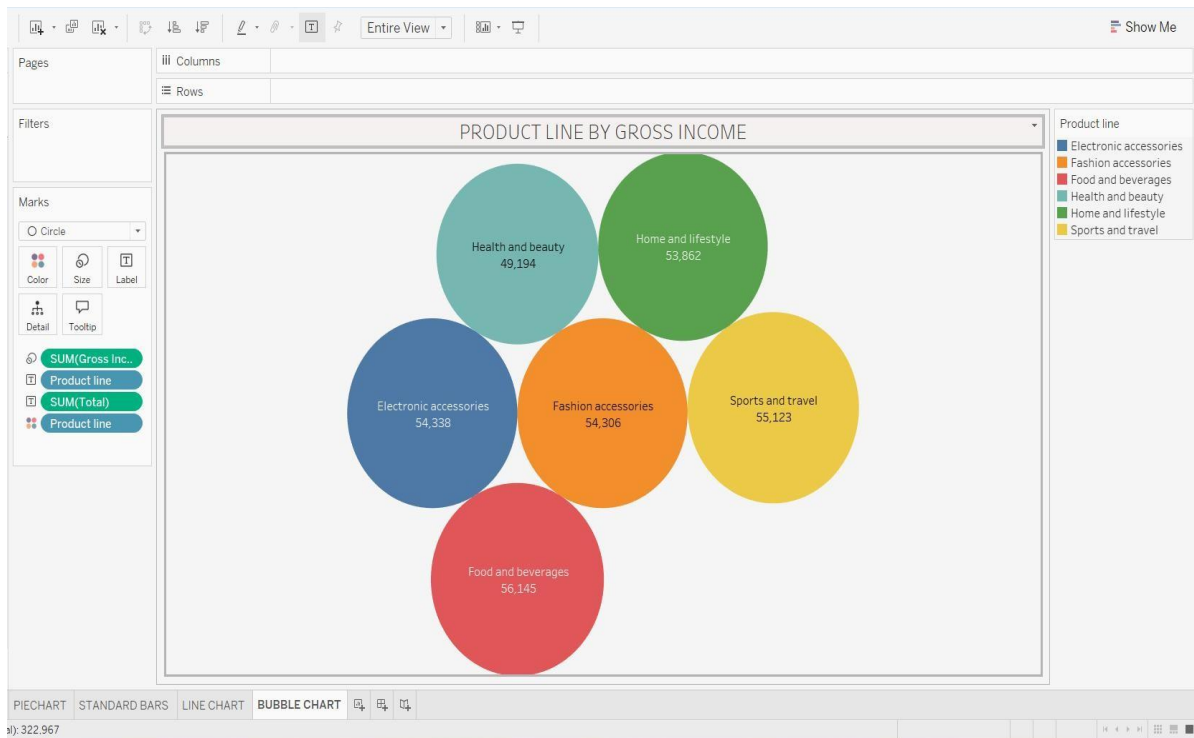 Entire View
Show Me
Pages
iii Columns
Rows
Filters
PRODUCT LINE BY GROSS INCOME
Product line
Electronic accessories
Fashion accessories
Food and beverages
Health and beauty
Home and lifestyle
Sports and travel
Marks
Circle
Color
Size
Label
Detail
Tooltip
SUM(Gross Inc..
Product line
SUM(Total)
Product line
Health and beauty
49,194
Home and lifestyle
53,862
Electronic accessories
54,338
Fashion accessories
54,306
Sports and travel
55,123
Food and beverages
56,145
PIECHART STANDARD BARS LINE CHART BUBBLE CHART
al): 322,967